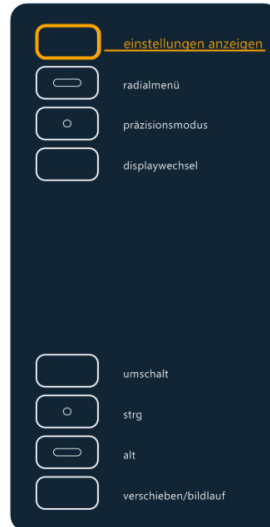 einstellungen anzeigen
radialmenü
präzisionsmodus
displaywechsel
umschalt
strg
alt
verschieben/bildlauf